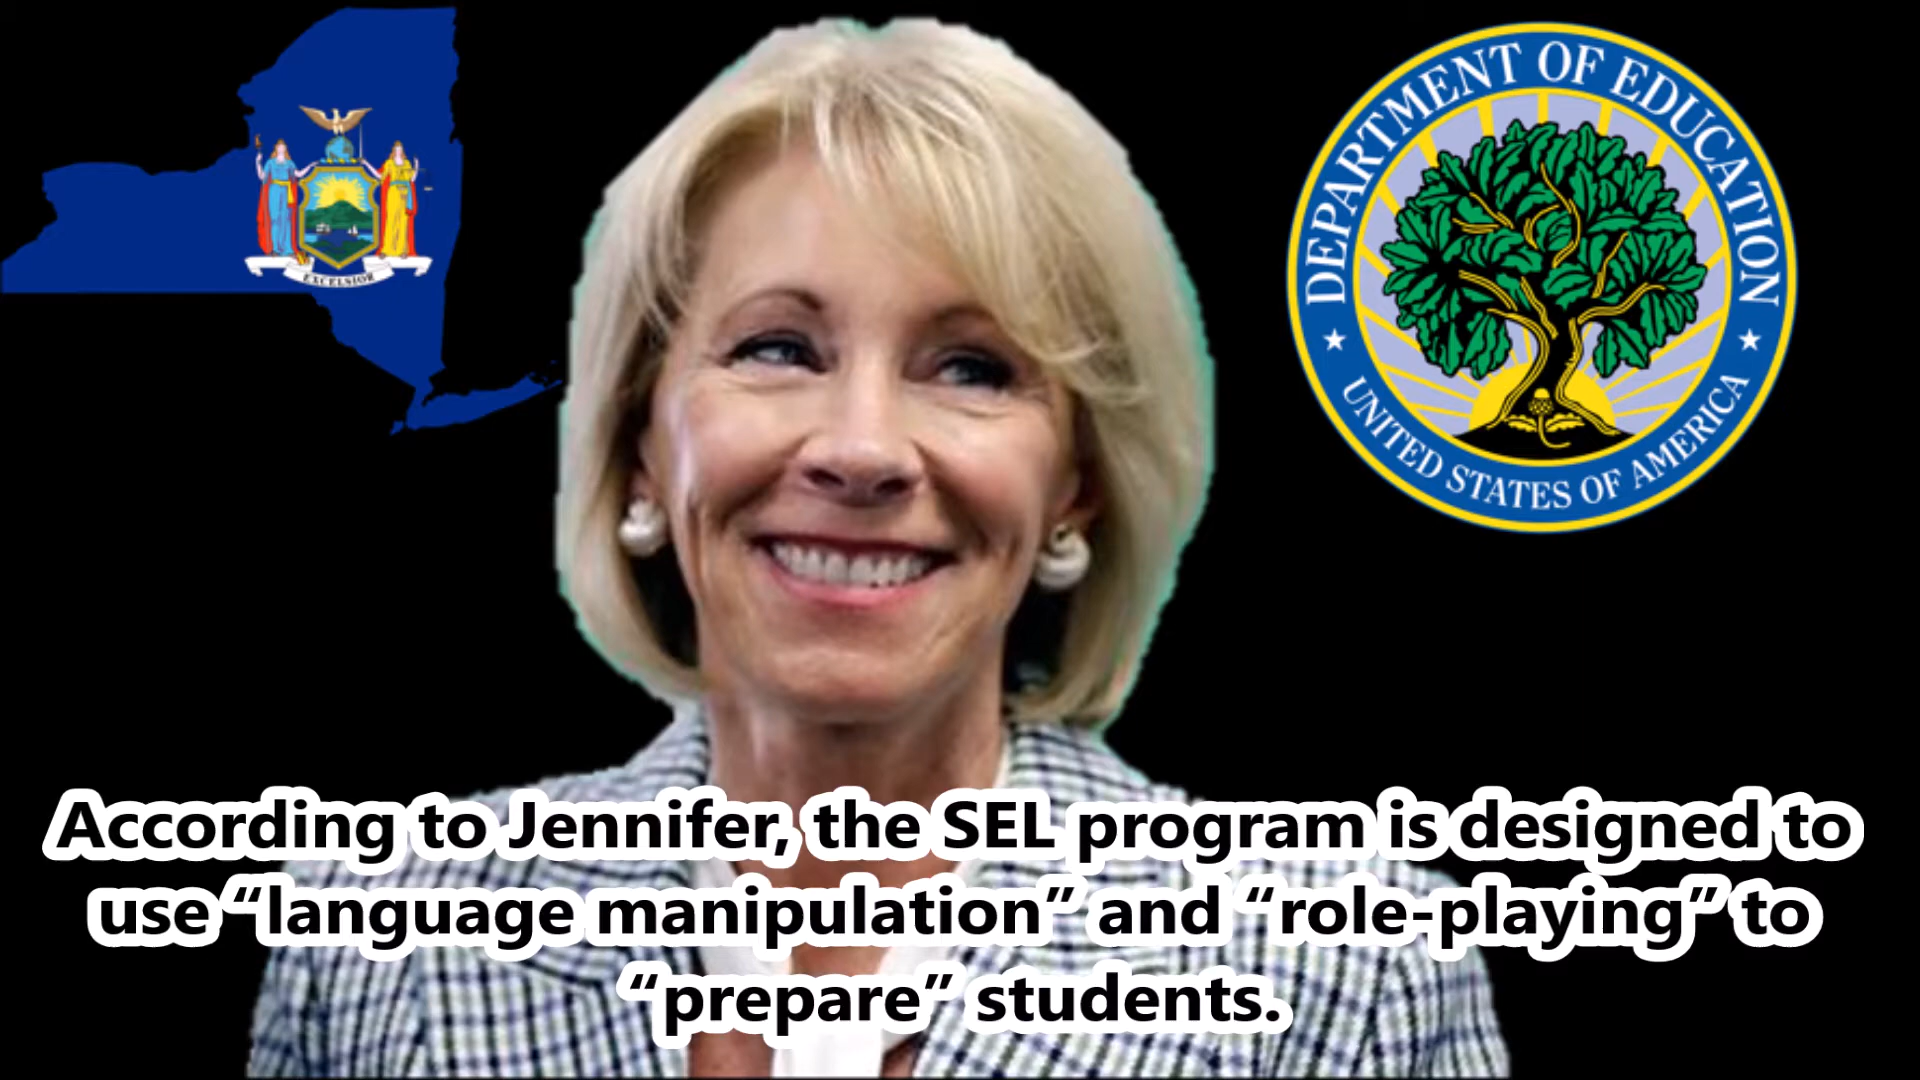 EXCELSIOR
DEPARTMENT OF EDUCATION
UNITED STATES OF AMERICA
According to Jennifer, the SEL program is designed to
use “language manipulation” and “role-playing” to
“prepare” students.